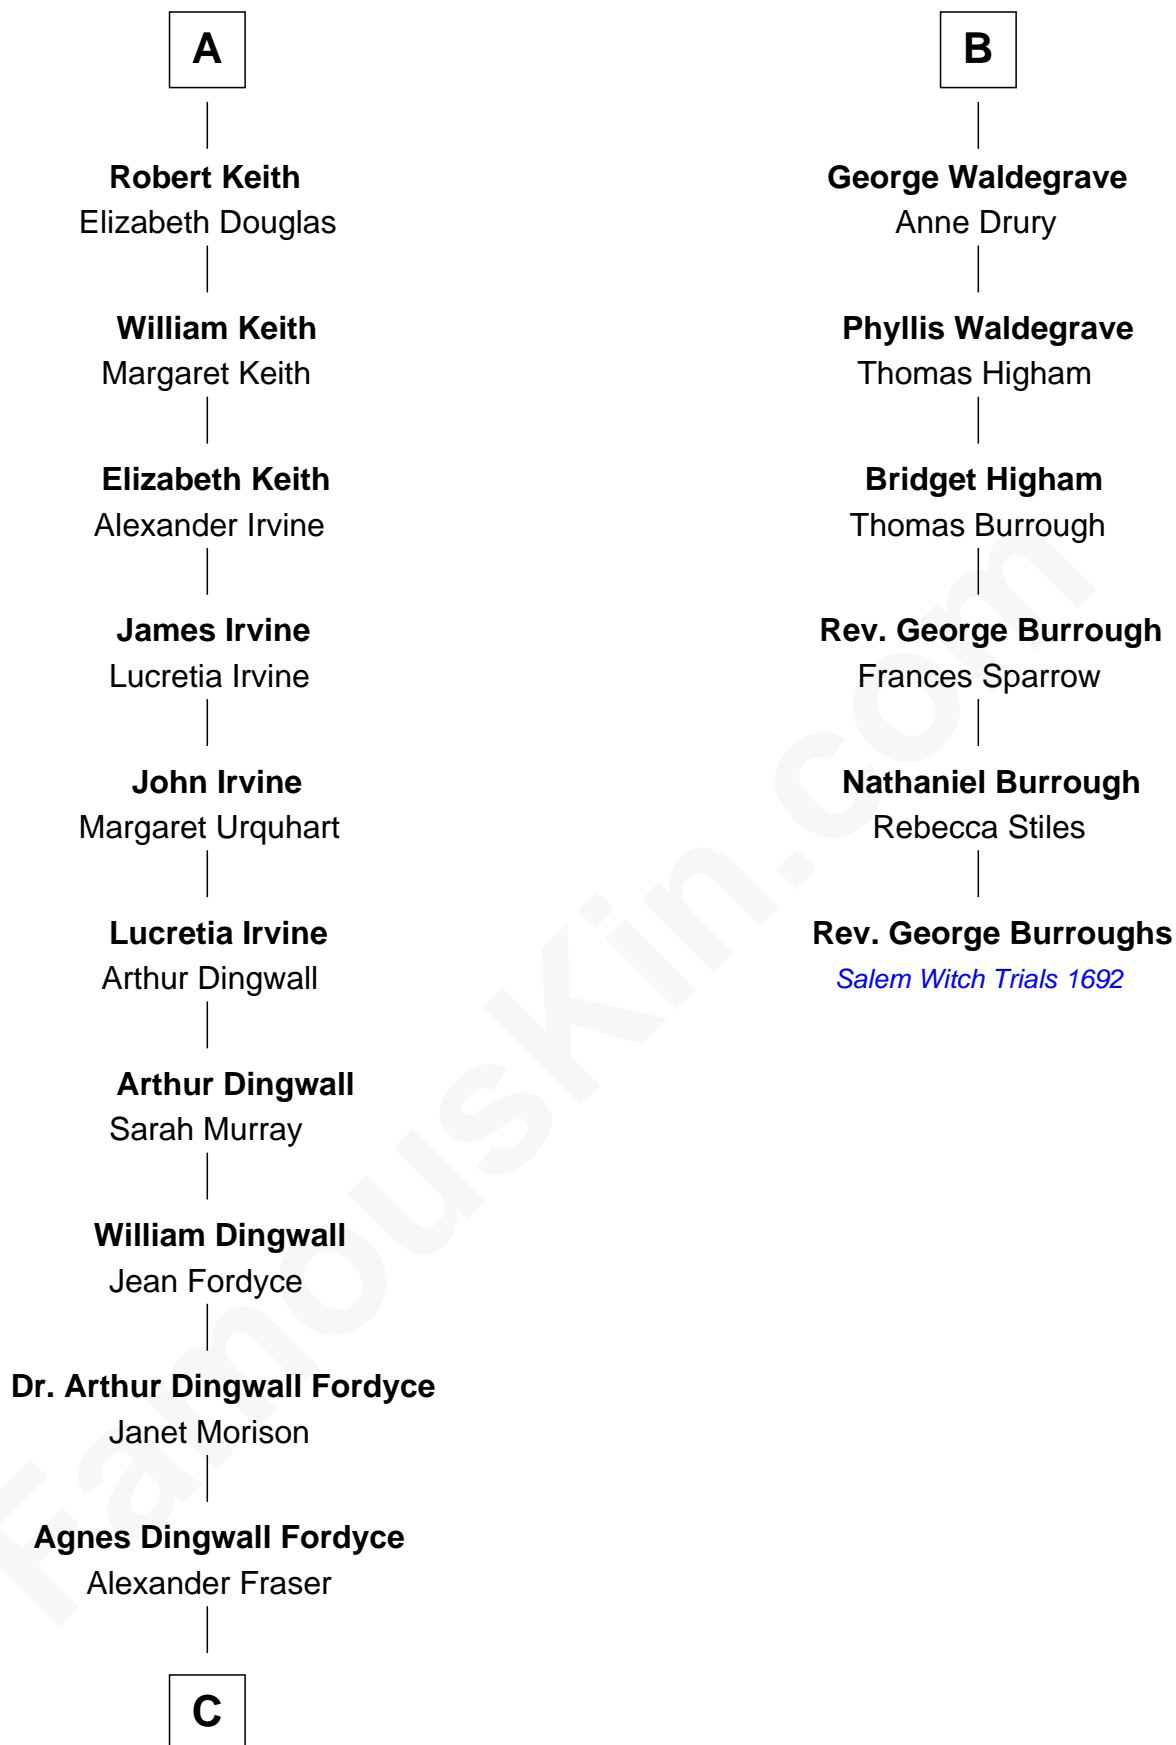 A
Robert Keith
Elizabeth Douglas
William Keith
Margaret Keith
Elizabeth Keith
Alexander Irvine
James Irvine
Lucretia Irvine
John Irvine
Margaret Urquhart
Lucretia Irvine
Arthur Dingwall
Arthur Dingwall
Sarah Murray
William Dingwall
Jean Fordyce
Dr. Arthur Dingwall Fordyce
Janet Morison
Agnes Dingwall Fordyce
Alexander Fraser
C
B
George Waldegrave
Anne Drury
Phyllis Waldegrave
Thomas Higham
Bridget Higham
Thomas Burrough
Rev. George Burrough
Frances Sparrow
Nathaniel Burrough
Rebecca Stiles
Rev. George Burroughs
Salem Witch Trials 1692
FamousKin.com